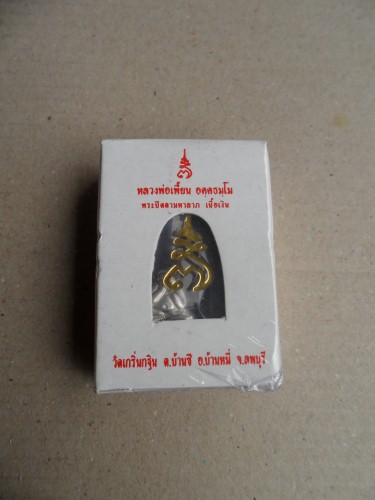 หลวงพ่อเพี้ยน อคฺคธมฺโม
พระปิดตามหาลาภ เนื้อเงิน
วัดเกริ่นกฐิน ต.บ้านชี อ.บ้านหมี่ จ.ลพบุรี